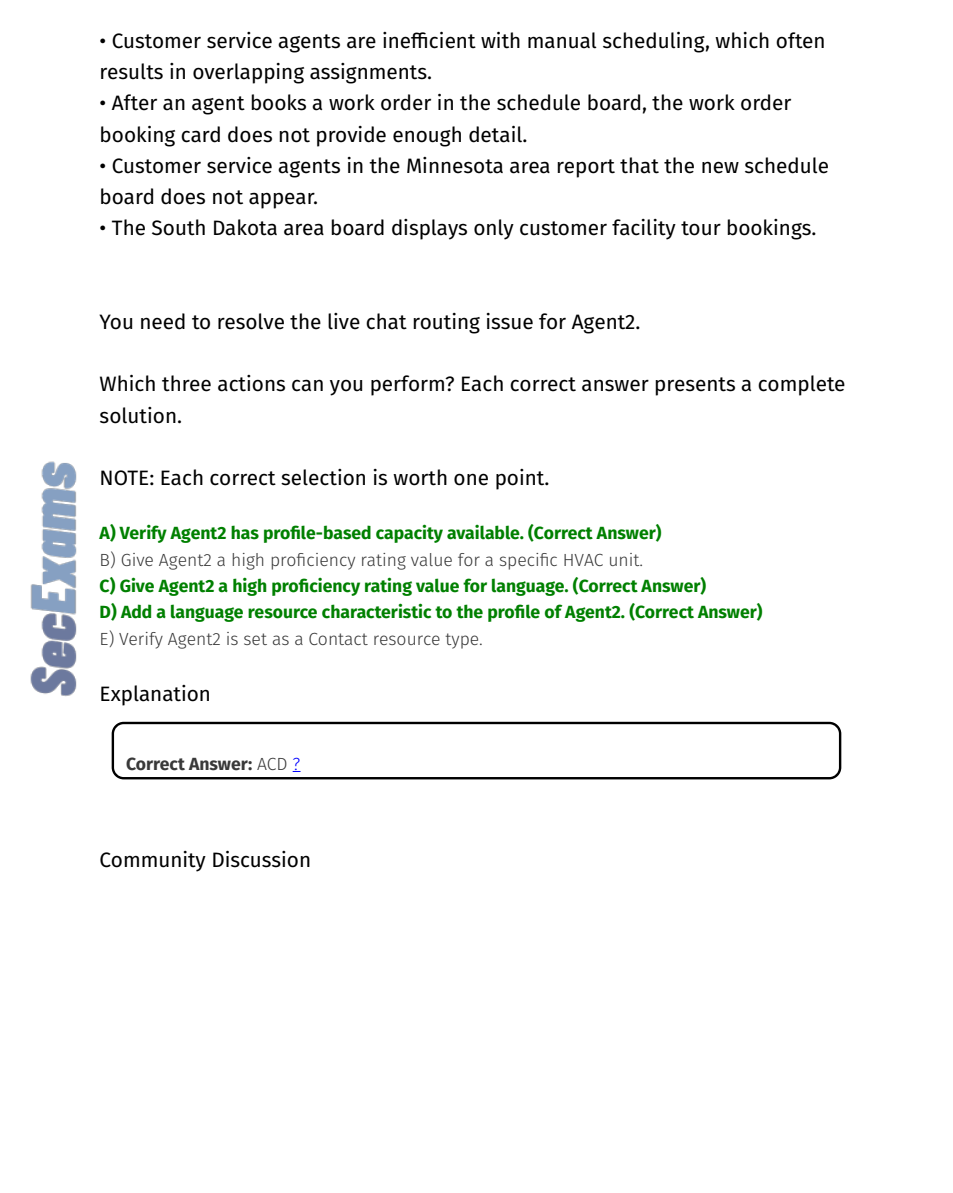 • Customer service agents are inefficient with manual scheduling, which often
results in overlapping assignments.
• After an agent books a work order in the schedule board, the work order
booking card does not provide enough detail.
• Customer service agents in the Minnesota area report that the new schedule
board does not appear.
• The South Dakota area board displays only customer facility tour bookings.
You need to resolve the live chat routing issue for Agent2.
Which three actions can you perform? Each correct answer presents a complete
solution.
NOTE: Each correct selection is worth one point.
A) Verify Agent2 has profile-based capacity available. (Correct Answer)
B) Give Agent2 a high proficiency rating value for a specific HVAC unit.
C) Give Agent2 a high proficiency rating value for language. (Correct Answer)
D) Add a language resource characteristic to the profile of Agent2. (Correct Answer)
E) Verify Agent2 is set as a Contact resource type.
SecExams
Explanation
Correct Answer: ACD ?
Community Discussion